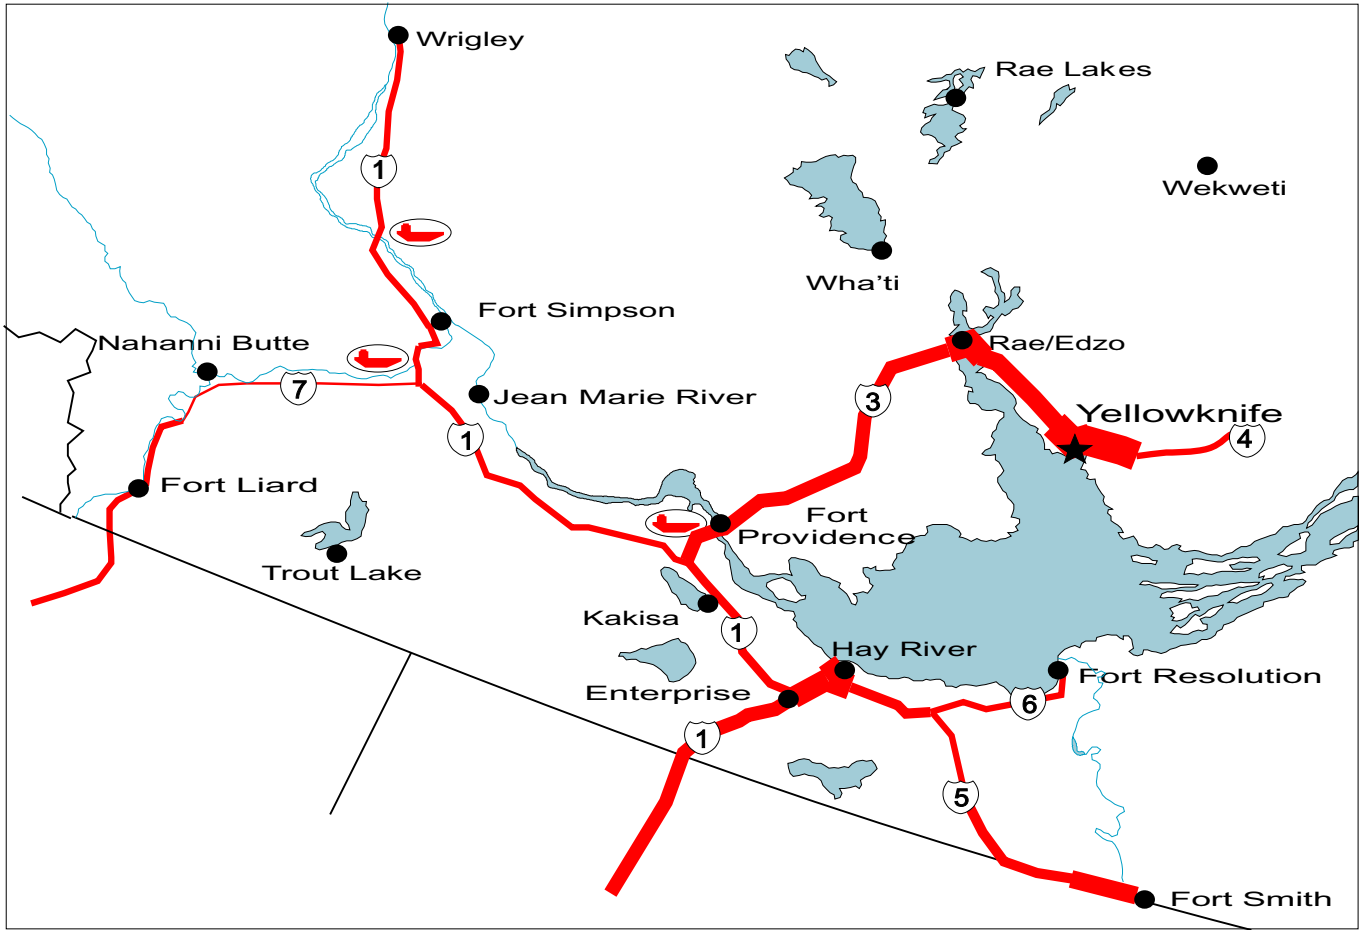 Wrigley
Rae Lakes
1
Wekweti
Wha'ti
Fort Simpson
Nahanni Butte
Rae/Edzo
7
Jean Marie River
3
Yellowknife
1
4
Fort Liard
Fort
Providence
Trout Lake
Kakisa
1
Hay River
Fort Resolution
Enterprise
6
1
5
Fort Smith